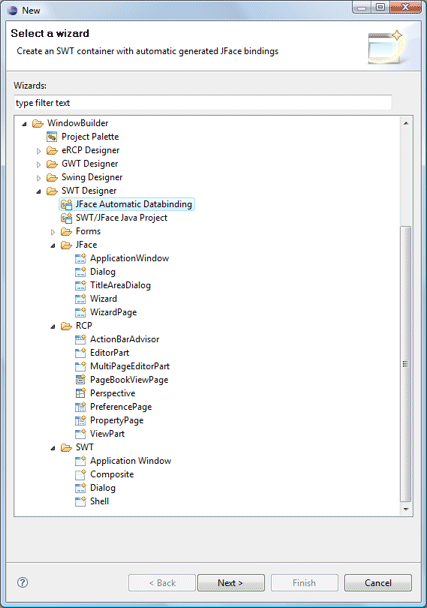 New
Select a wizard
Create an SWT container with automatic generated JFace bindings
Wizards:
type filter text
WindowBuilder
Project Palette
eRCP Designer
GWT Designer
Swing Designer
SWT Designer
JFace Automatic Databinding
SWT/JFace Java Project
Forms
JFace
ApplicationWindow
Dialog
TitleAreaDialog
Wizard
WizardPage
RCP
ActionBarAdvisor
EditorPart
MultiPageEditorPart
PageBookViewPage
Perspective
PreferencePage
PropertyPage
ViewPart
SWT
Application Window
Composite
Dialog
Shell
? < Back Next > Finish Cancel